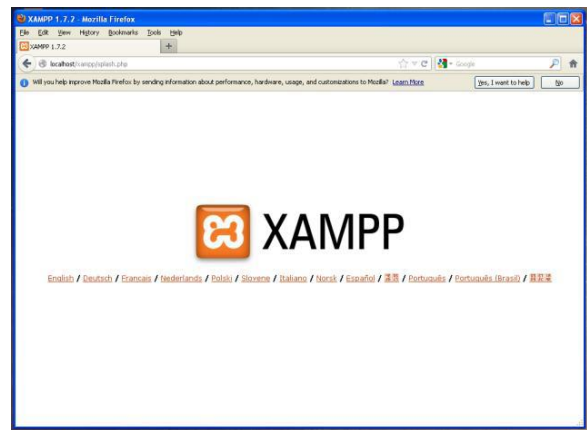 XAMPP 1.7.2 - Mozilla Firefox
File Edit View History Bookmarks Tools Help
XAMPP 1.7.2 +
localhost/xampp/splash.php Google
Will you help improve Mozilla Firefox by sending information about performance, hardware, usage, and customizations to Mozilla? Learn More Yes, I want to help No
XAMPP
English / Deutsch / Francais / Nederlands / Polski / Slovene / Italiano / Norsk / Español / / Português / Português (Brasil) /